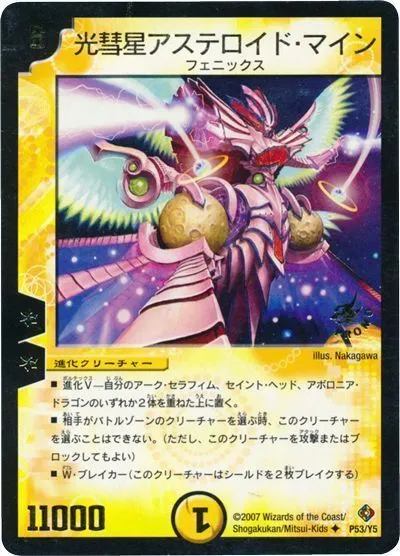 光彗星アステロイド・マイン
フェニックス
illus. Nakagawa
進化クリーチャー
■ 進化V—自分のアーク・セラフィム、セイント・ヘッド、アポロニア・
ドラゴンのいずれか2体を重ねた上に置く。
■ 相手がバトルゾーンのクリーチャーを選ぶ時、このクリーチャー
を選ぶことはできない。(ただし、このクリーチャーを攻撃またはブ
ロックしてもよい)
■ W・ブレイカー(このクリーチャーはシールドを2枚ブレイクする)
11000
©2007 Wizards of the Coast/
Shogakukan/Mitsui-Kids
P53/Y5